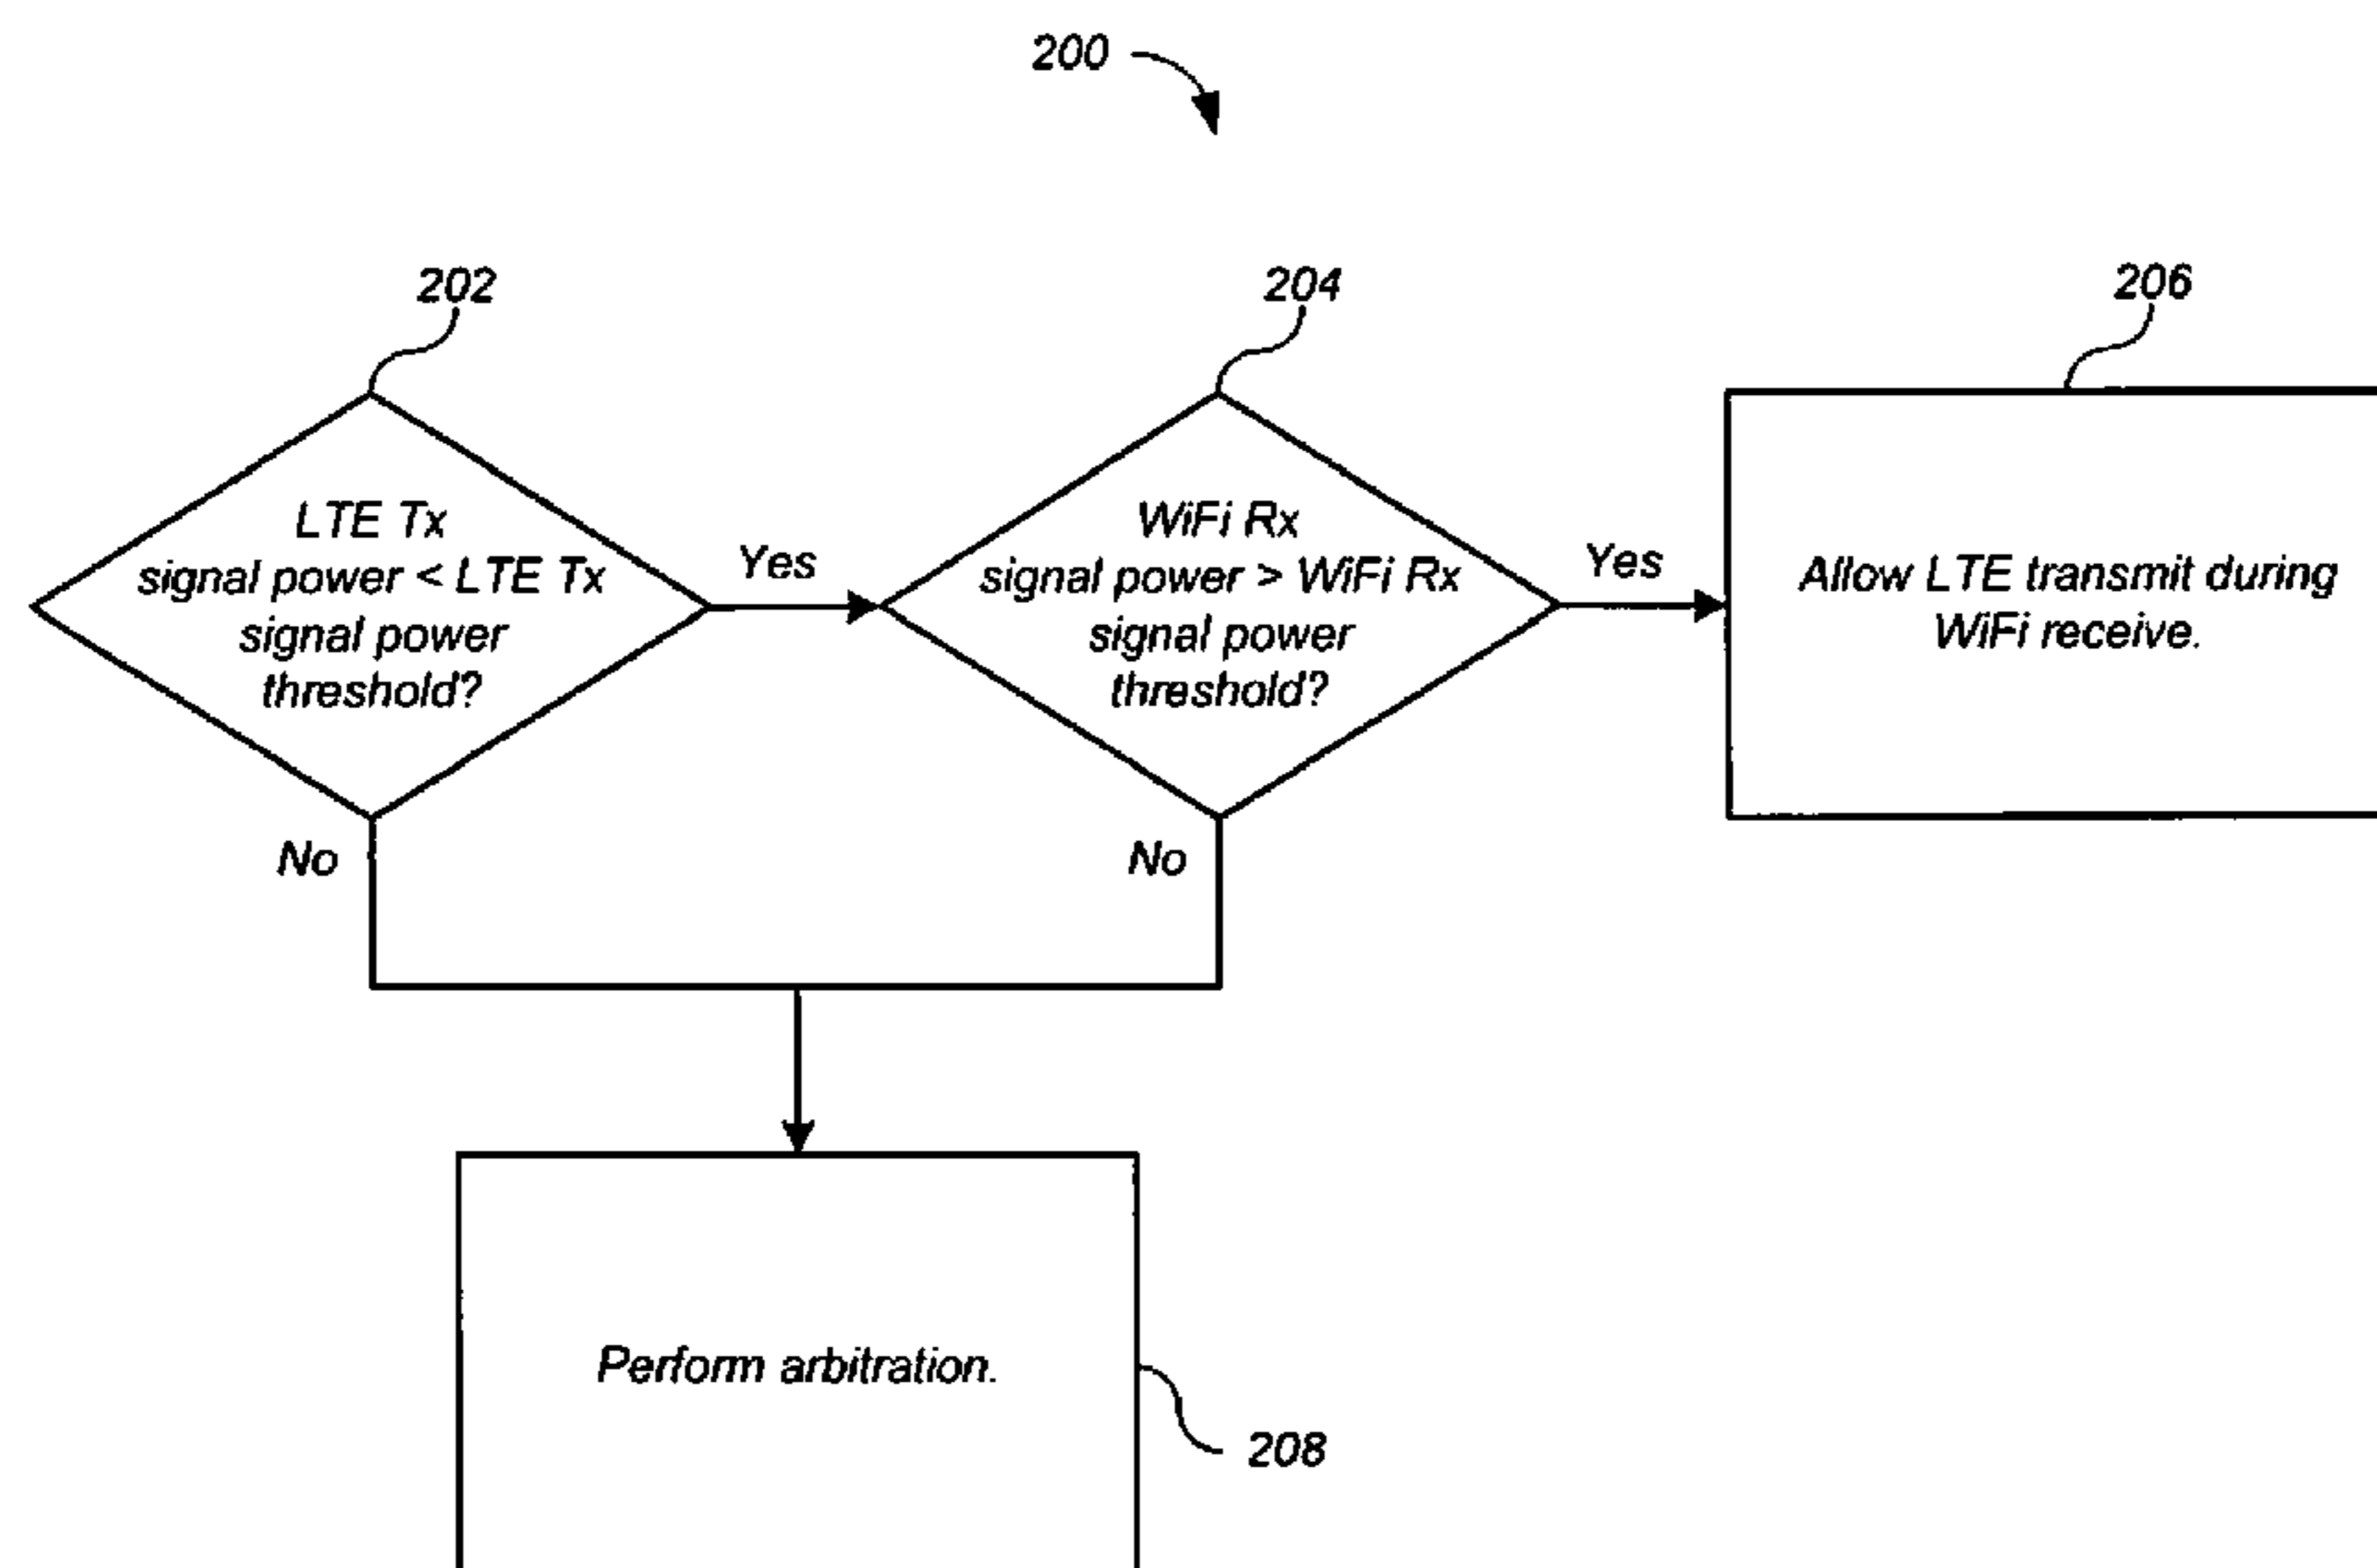 200
202
204
206
LTE Tx
signal power < LTE Tx
signal power
threshold?
Yes
WiFi Rx
signal power > WiFi Rx
signal power
threshold?
Yes
Allow LTE transmit during
WiFi receive.
No
No
Perform arbitration.
208